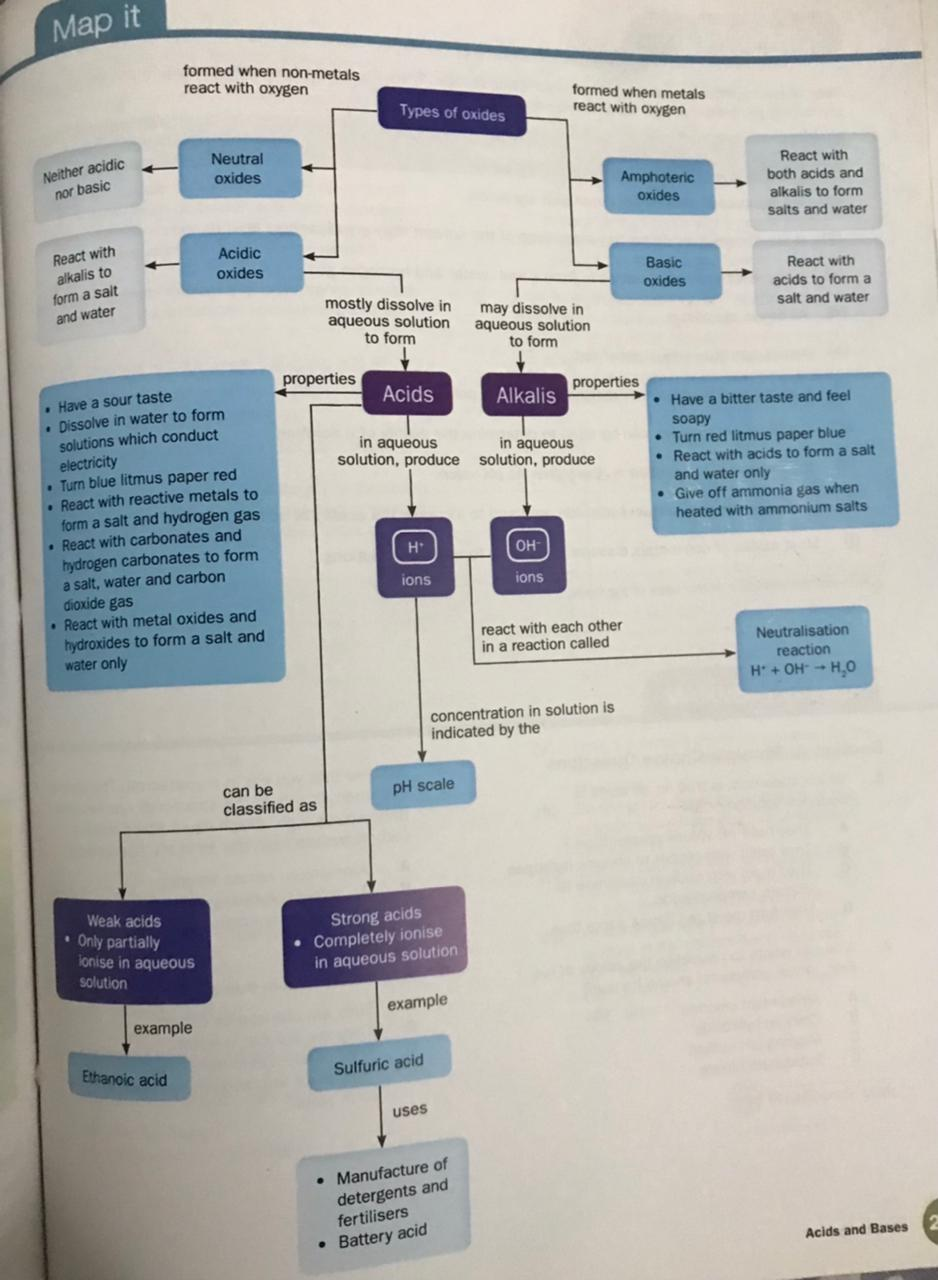 Map it
formed when non-metals
react with oxygen
Types of oxides
formed when metals
react with oxygen
Neither acidic
nor basic
Neutral
oxides
Amphoteric
oxides
React with
both acids and
alkalis to form
salts and water
React with
alkalis to
form a salt
and water
Acidic
oxides
Basic
oxides
React with
acids to form a
salt and water
mostly dissolve in
aqueous solution
to form
may dissolve in
aqueous solution
to form
properties
Acids
Alkalis
properties
• Have a sour taste
• Dissolve in water to form
solutions which conduct
electricity
• Turn blue litmus paper red
• React with reactive metals to
form a salt and hydrogen gas
• React with carbonates and
hydrogen carbonates to form
a salt, water and carbon
dioxide gas
• React with metal oxides and
hydroxides to form a salt and
water only
in aqueous
solution, produce
in aqueous
solution, produce
• Have a bitter taste and feel
soapy
• Turn red litmus paper blue
• React with acids to form a salt
and water only
• Give off ammonia gas when
heated with ammonium salts
H⁺
ions
OH⁻
ions
react with each other
in a reaction called
Neutralisation
reaction
H⁺ + OH⁻ → H₂O
concentration in solution is
indicated by the
pH scale
can be
classified as
Weak acids
• Only partially
ionise in aqueous
solution
Strong acids
• Completely ionise
in aqueous solution
example
example
Ethanoic acid
Sulfuric acid
uses
• Manufacture of
detergents and
fertilisers
• Battery acid
Acids and Bases
2